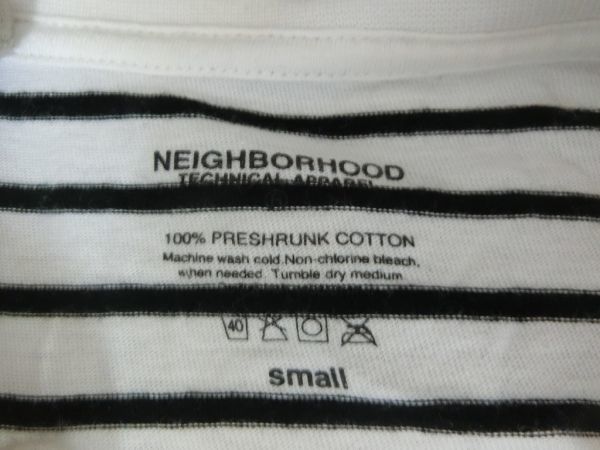 NEIGHBORHOOD
TECHNICAL APPAREL
100% PRESHRUNK COTTON
Machine wash cold.Non-chlorine bleach,
when needed. Tumble dry medium.
40
small